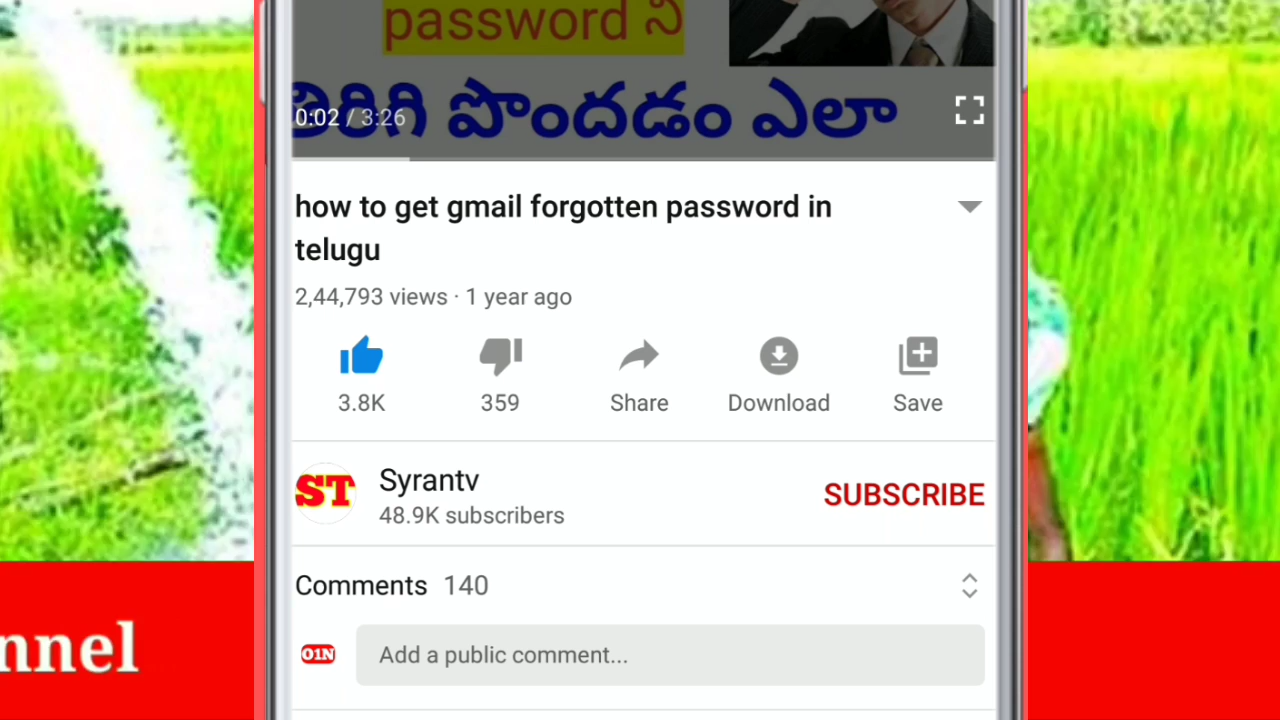 password ని
తిరిగి పొందడం ఎలా
0:02 / 3:26
how to get gmail forgotten password in
telugu
2,44,793 views · 1 year ago
3.8K
359
Share
Download
Save
ST
Syrantv
48.9K subscribers
SUBSCRIBE
Comments 140
O1N
Add a public comment...
nnel